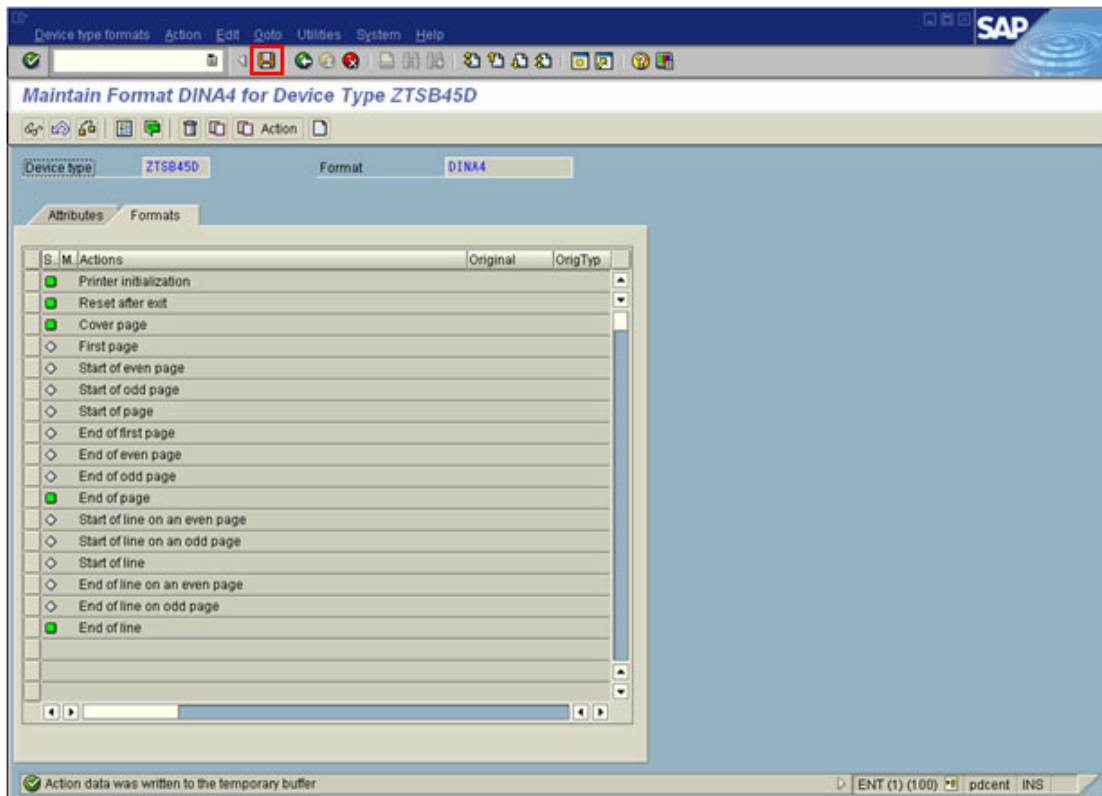 Device type formats Action Edit Goto Utilities System Help
SAP
Maintain Format DINA4 for Device Type ZTSB45D
Action
Device type ZTSB45D Format DINA4
Attributes Formats
S.. M.. Actions Original OrigTyp
Printer initialization
Reset after exit
Cover page
First page
Start of even page
Start of odd page
Start of page
End of first page
End of even page
End of odd page
End of page
Start of line on an even page
Start of line on an odd page
Start of line
End of line on an even page
End of line on odd page
End of line
Action data was written to the temporary buffer ENT (1) (100) pdcent INS